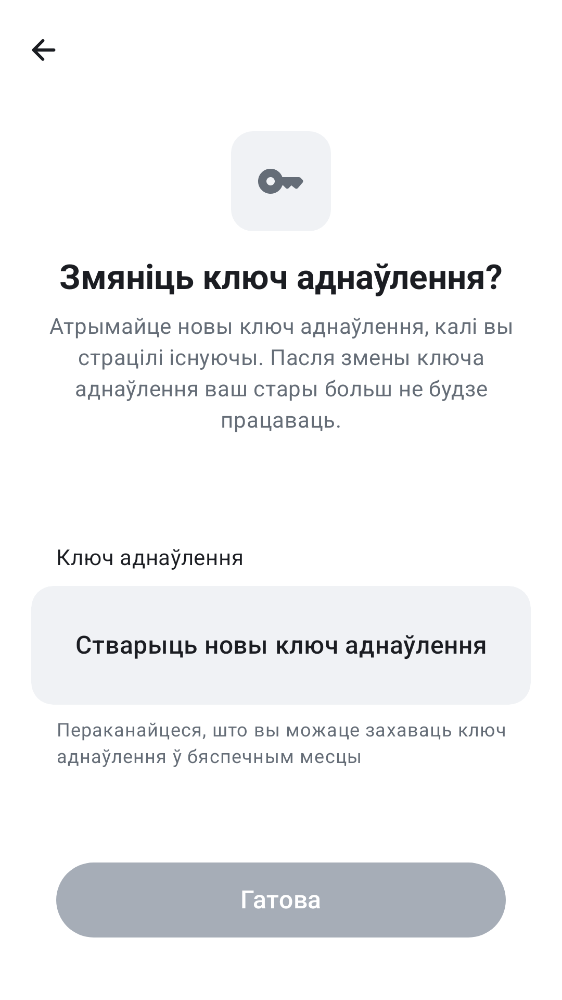 Змяніць ключ аднаўлення?
Атрымайце новы ключ аднаўлення, калі вы
страцілі існуючы. Пасля змены ключа
аднаўлення ваш стары больш не будзе
працаваць.
Ключ аднаўлення
Стварыць новы ключ аднаўлення
Пераканайцеся, што вы можаце захаваць ключ
аднаўлення ў бяспечным месцы
Гатова